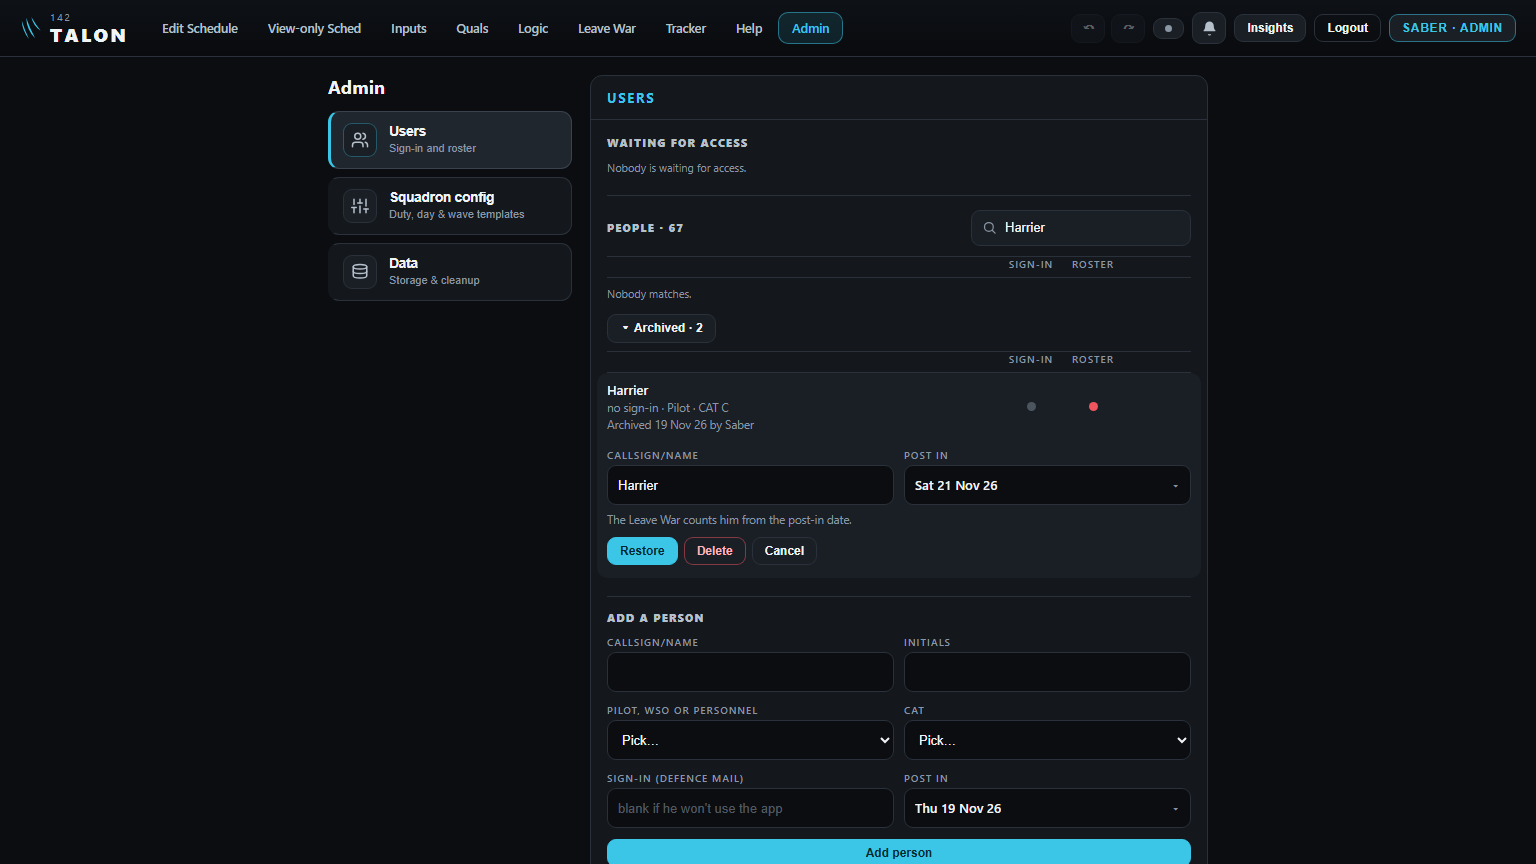 142
TALON
Edit Schedule
View-only Sched
Inputs
Quals
Logic
Leave War
Tracker
Help
Admin
Insights
Logout
SABER · ADMIN
Admin
Users
Sign-in and roster
Squadron config
Duty, day & wave templates
Data
Storage & cleanup
USERS
WAITING FOR ACCESS
Nobody is waiting for access.
PEOPLE · 67
Harrier
SIGN-IN ROSTER
Nobody matches.
Archived · 2
SIGN-IN ROSTER
Harrier
no sign-in · Pilot · CAT C
Archived 19 Nov 26 by Saber
CALLSIGN/NAME
POST IN
Harrier
Sat 21 Nov 26
The Leave War counts him from the post-in date.
Restore
Delete
Cancel
ADD A PERSON
CALLSIGN/NAME
INITIALS
PILOT, WSO OR PERSONNEL
CAT
Pick...
Pick...
SIGN-IN (DEFENCE MAIL)
POST IN
blank if he won't use the app
Thu 19 Nov 26
Add person